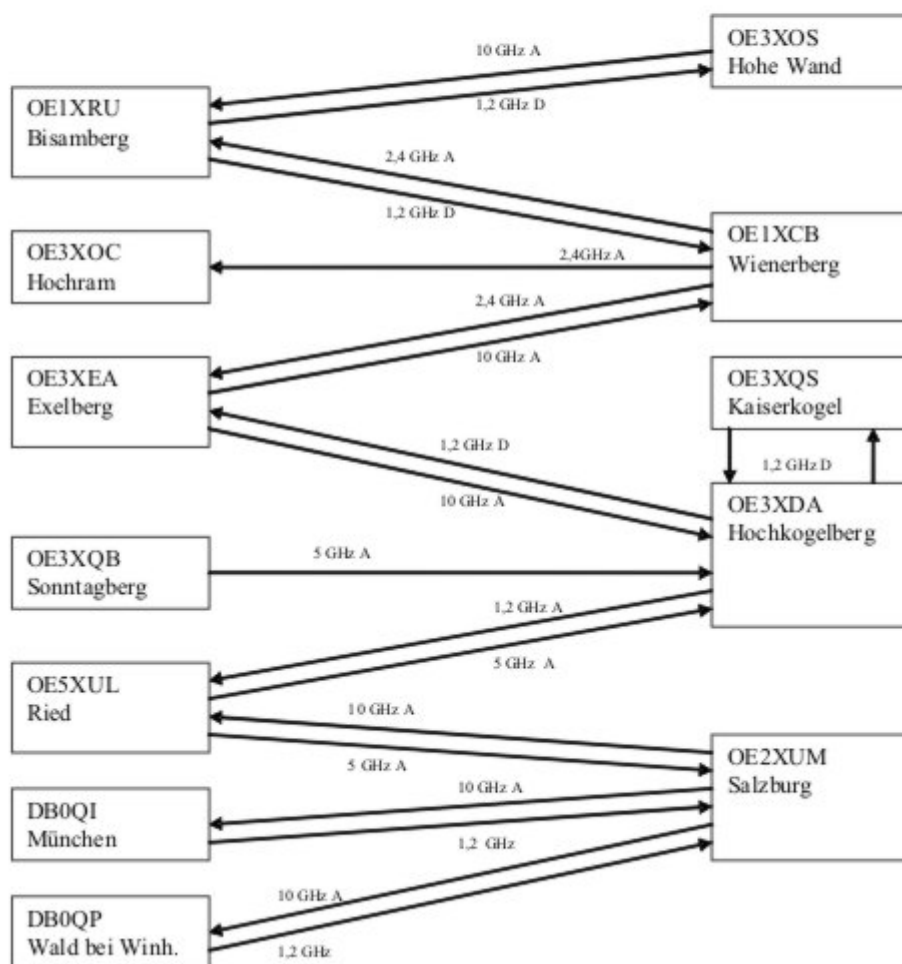 10 GHz A
OE3XOS
Hohe Wand
OE1XRU
Bisamberg
1,2 GHz D
2,4 GHz A
1,2 GHz D
OE3XOC
Hochram
2,4GHz A
OE1XCB
Wienerberg
2,4 GHz A
10 GHz A
OE3XEA
Exelberg
OE3XQS
Kaiserkogel
1,2 GHz D
1,2 GHz D
10 GHz A
OE3XDA
Hochkogelberg
OE3XQB
Sonntagberg
5 GHz A
1,2 GHz A
5 GHz A
OE5XUL
Ried
10 GHz A
5 GHz A
OE2XUM
Salzburg
DB0QI
München
10 GHz A
1,2 GHz
DB0QP
Wald bei Winh.
10 GHz A
1,2 GHz